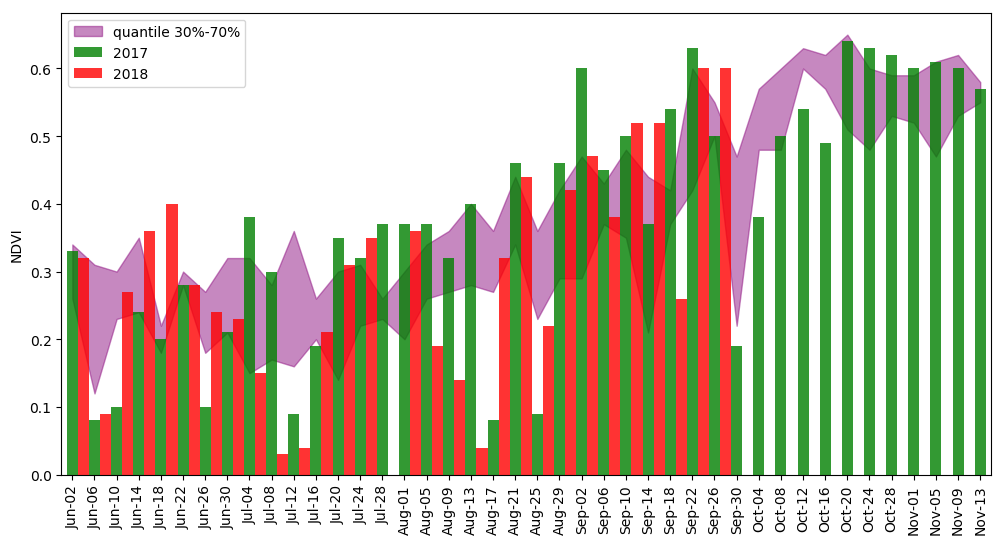 quantile 30%-70%
2017
2018
NDVI
0.6
0.5
0.4
0.3
0.2
0.1
0.0
Jun-02
Jun-06
Jun-10
Jun-14
Jun-18
Jun-22
Jun-26
Jun-30
Jul-04
Jul-08
Jul-12
Jul-16
Jul-20
Jul-24
Jul-28
Aug-01
Aug-05
Aug-09
Aug-13
Aug-17
Aug-21
Aug-25
Aug-29
Sep-02
Sep-06
Sep-10
Sep-14
Sep-18
Sep-22
Sep-26
Sep-30
Oct-04
Oct-08
Oct-12
Oct-16
Oct-20
Oct-24
Oct-28
Nov-01
Nov-05
Nov-09
Nov-13